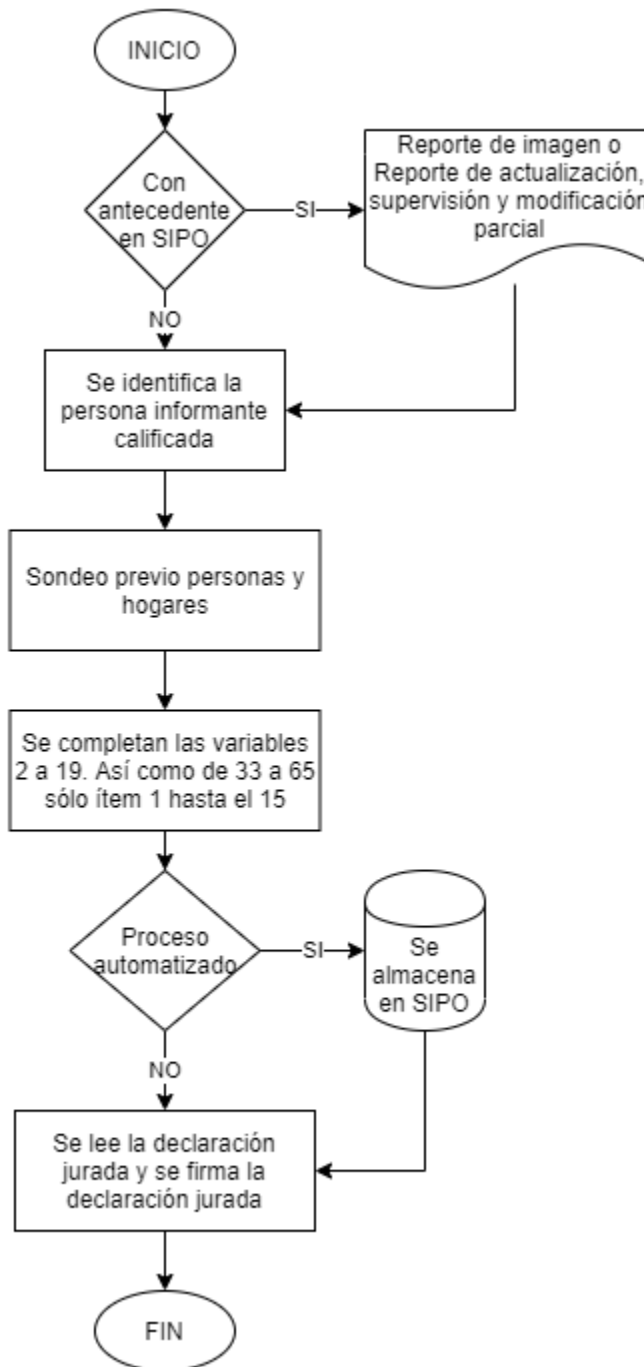 INICIO
Con
antecedente
en SIPO
SI
Reporte de imagen o
Reporte de actualización,
supervisión y modificación
parcial
NO
Se identifica la
persona informante
calificada
Sondeo previo personas y
hogares
Se completan las variables
2 a 19. Así como de 33 a 65
sólo ítem 1 hasta el 15
Proceso
automatizado
SI
Se
almacena
en SIPO
NO
Se lee la declaración
jurada y se firma la
declaración jurada
FIN